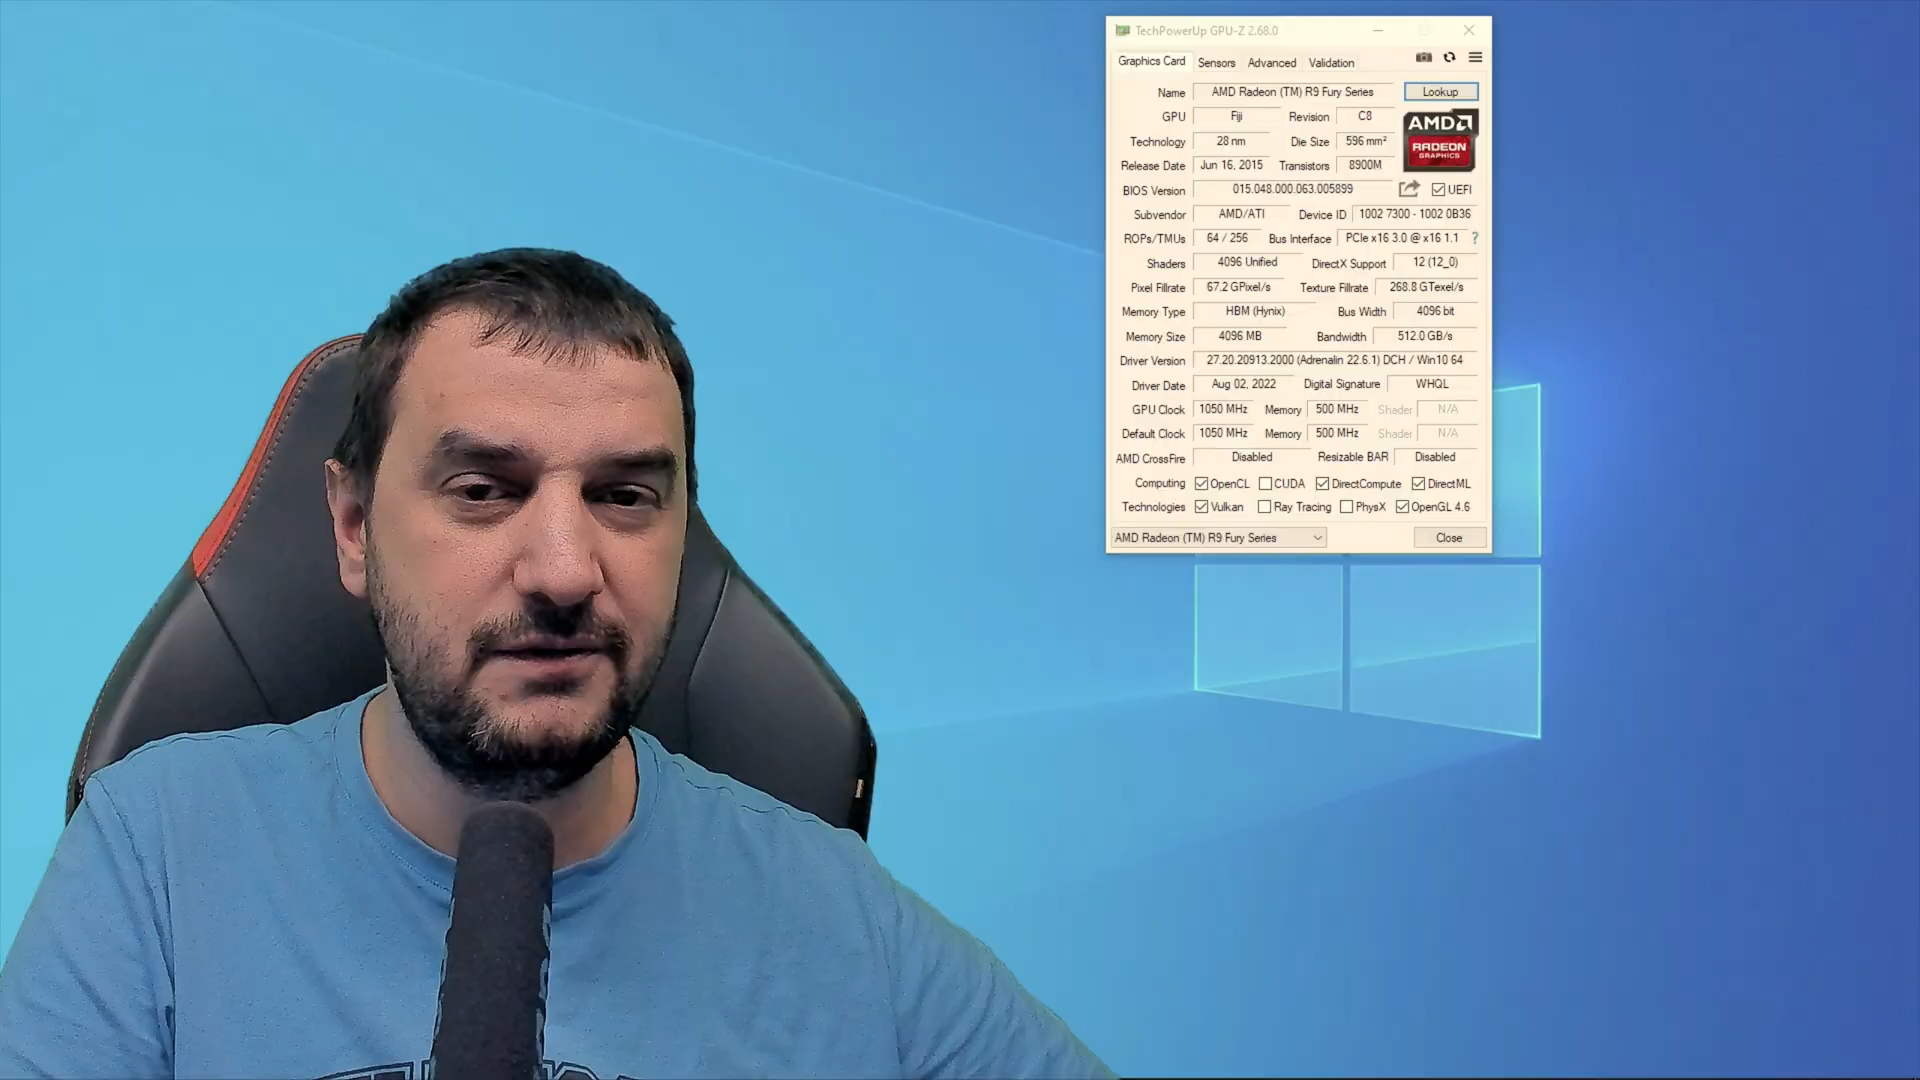 TechPowerUp GPU-Z 2.68.0
Graphics Card Sensors Advanced Validation
Name AMD Radeon (TM) R9 Fury Series Lookup
GPU Fiji Revision C8
AMD
RADEON
GRAPHICS
Technology 28 nm Die Size 596 mm²
Release Date Jun 16, 2015 Transistors 8900M
BIOS Version 015.048.000.063.005899 UEFI
Subvendor AMD/ATI Device ID 1002 7300 - 1002 0B36
ROPs/TMUs 64 / 256 Bus Interface PCIe x16 3.0 @ x16 1.1 ?
Shaders 4096 Unified DirectX Support 12 (12_0)
Pixel Fillrate 67.2 GPixel/s Texture Fillrate 268.8 GTexel/s
Memory Type HBM (Hynix) Bus Width 4096 bit
Memory Size 4096 MB Bandwidth 512.0 GB/s
Driver Version 27.20.20913.2000 (Adrenalin 22.6.1) DCH / Win10 64
Driver Date Aug 02, 2022 Digital Signature WHQL
GPU Clock 1050 MHz Memory 500 MHz Shader N/A
Default Clock 1050 MHz Memory 500 MHz Shader N/A
AMD CrossFire Disabled Resizable BAR Disabled
Computing OpenCL CUDA DirectCompute DirectML
Technologies Vulkan Ray Tracing PhysX OpenGL 4.6
AMD Radeon (TM) R9 Fury Series Close